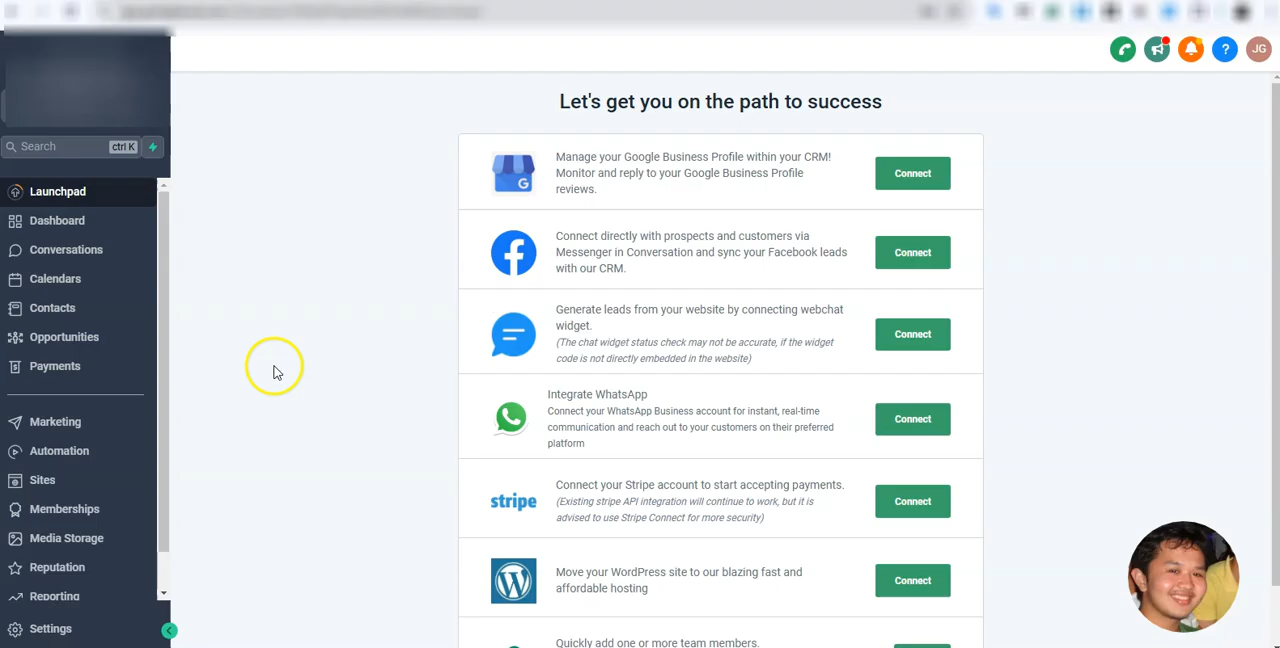 JG
Search
ctrl K
Launchpad
Dashboard
Conversations
Calendars
Contacts
Opportunities
Payments
Marketing
Automation
Sites
Memberships
Media Storage
Reputation
Reporting
Settings
Let's get you on the path to success
Manage your Google Business Profile within your CRM!
Monitor and reply to your Google Business Profile
reviews.
Connect
Connect directly with prospects and customers via
Messenger in Conversation and sync your Facebook leads
with our CRM.
Connect
Generate leads from your website by connecting webchat
widget.
(The chat widget status check may not be accurate, if the widget
code is not directly embedded in the website)
Connect
Integrate WhatsApp
Connect your WhatsApp Business account for instant, real-time
communication and reach out to your customers on their preferred
platform
Connect
stripe
Connect your Stripe account to start accepting payments.
(Existing stripe API integration will continue to work, but it is
advised to use Stripe Connect for more security)
Connect
Move your WordPress site to our blazing fast and
affordable hosting
Connect
Quickly add one or more team members.